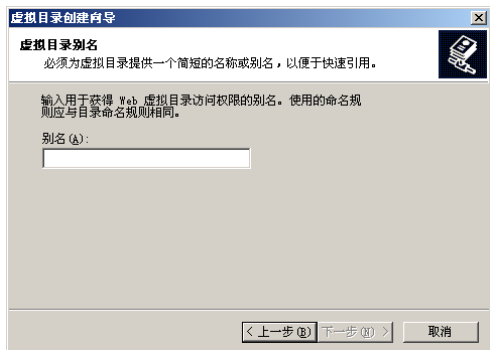 虚拟目录创建向导
虚拟目录别名
必须为虚拟目录提供一个简短的名称或别名，以便于快速引用。
输入用于获得 Web 虚拟目录访问权限的别名。使用的命名规
则应与目录命名规则相同。
别名(A):
< 上一步(B)  下一步(N) >  取消